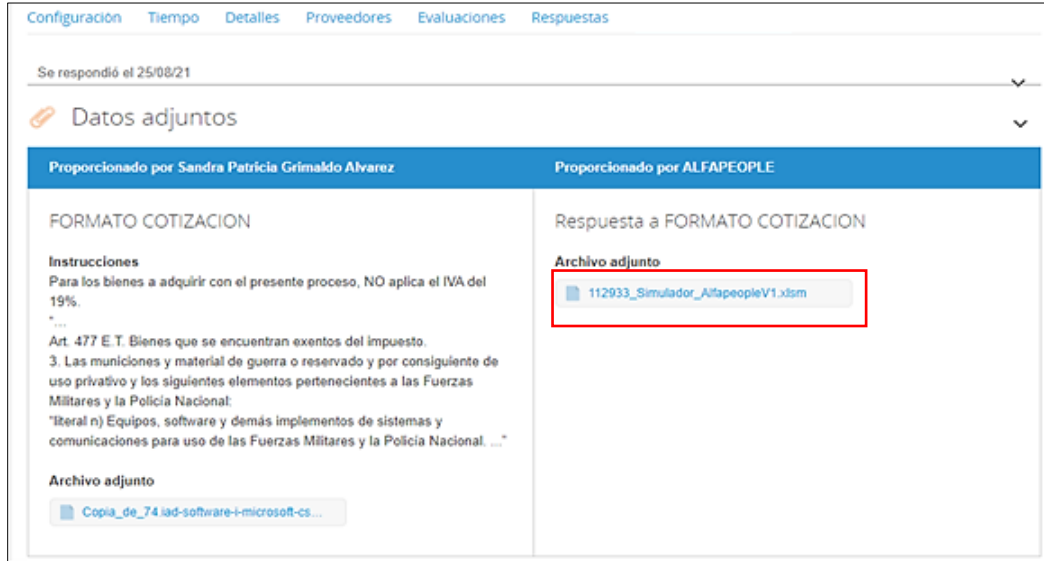 Configuración Tiempo Detalles Proveedores Evaluaciones Respuestas
Se respondió el 25/08/21
Datos adjuntos
Proporcionado por Sandra Patricia Grimaldo Alvarez
FORMATO COTIZACION
Instrucciones
Para los bienes a adquirir con el presente proceso, NO aplica el IVA del
19%.
"...
Art. 477 E.T. Bienes que se encuentran exentos del impuesto.
3. Las municiones y material de guerra o reservado y por consiguiente de
uso privativo y los siguientes elementos pertenecientes a las Fuerzas
Militares y la Policía Nacional:
"literal n) Equipos, software y demás implementos de sistemas y
comunicaciones para uso de las Fuerzas Militares y la Policía Nacional. ..."
Archivo adjunto
Copia_de_74.iad-software-i-microsoft-cs...
Proporcionado por ALFAPEOPLE
Respuesta a FORMATO COTIZACION
Archivo adjunto
112933_Simulador_AlfapeopleV1.xlsm